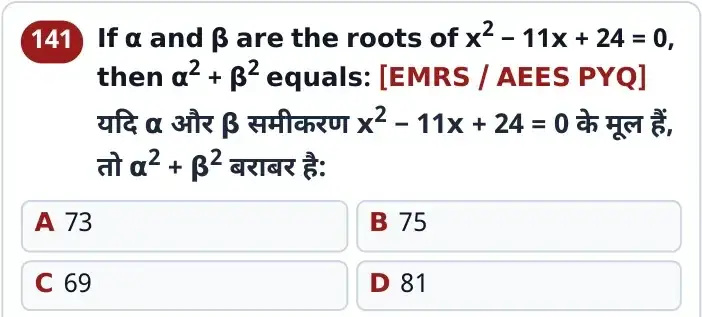 141 If α and β are the roots of x² – 11x + 24 = 0,
then α² + β² equals: [EMRS / AEES PYQ]
यदि α और β समीकरण x² – 11x + 24 = 0 के मूल हैं,
तो α² + β² बराबर है:
A 73 B 75
C 69 D 81